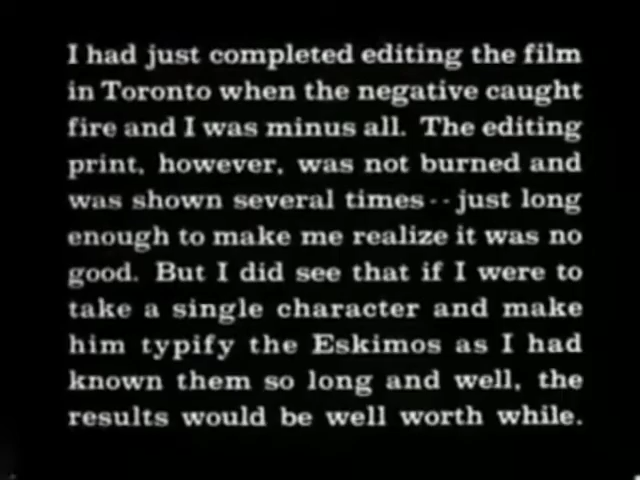 I had just completed editing the film
in Toronto when the negative caught
fire and I was minus all. The editing
print, however, was not burned and
was shown several times--just long
enough to make me realize it was no
good. But I did see that if I were to
take a single character and make
him typify the Eskimos as I had
known them so long and well, the
results would be well worth while.